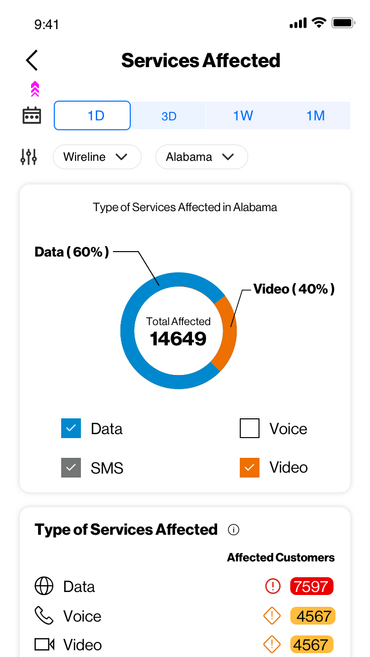 9:41
Services Affected
1D 3D 1W 1M
Wireline Alabama
Type of Services Affected in Alabama
Data ( 60%)
Video ( 40%)
Total Affected
14649
Data Voice
SMS Video
Type of Services Affected
Affected Customers
Data 7597
Voice 4567
Video 4567